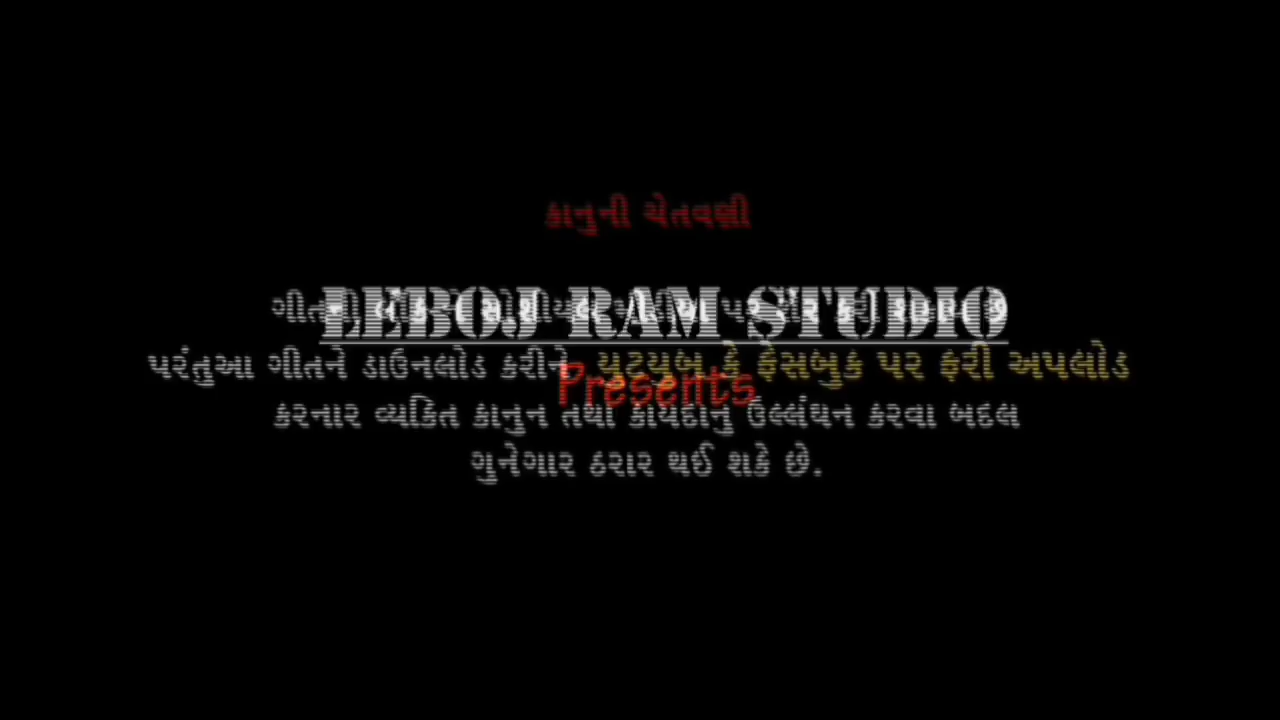 કાનુની ચેતવણી
LEBOJ RAM STUDIO
પરંતુઆ ગીતને ડાઉનલોડ કરીને યુટયુબ કે ફેસબુક પર ફરી અપલોડ
Presents
કરનાર વ્યકિત કાનુન તથા કાયદાનું ઉલ્લંઘન કરવા બદલ
ગુનેગાર ઠરાર થઈ શકે છે.